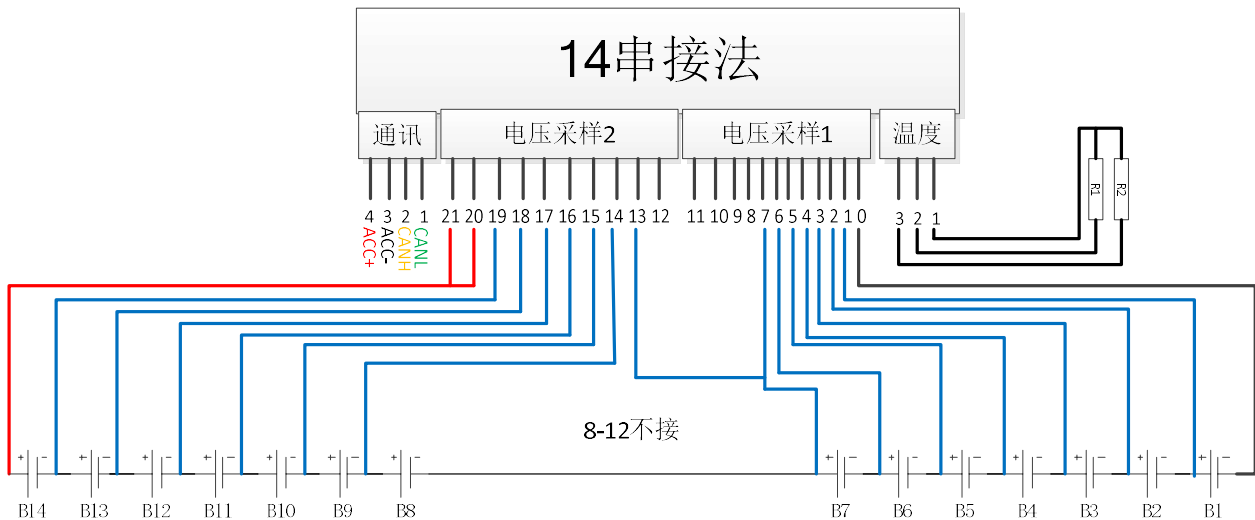 14串接法
通讯 电压采样2 电压采样1 温度
4 3 2 1 21 20 19 18 17 16 15 14 13 12 11 10 9 8 7 6 5 4 3 2 1 0 3 2 1
ACC+ ACC- CANH CANL
R1 R2
8-12不接
+ - + - + - + - + - + - + - + - + - + - + - + - + - + -
B14 B13 B12 B11 B10 B9 B8 B7 B6 B5 B4 B3 B2 B1